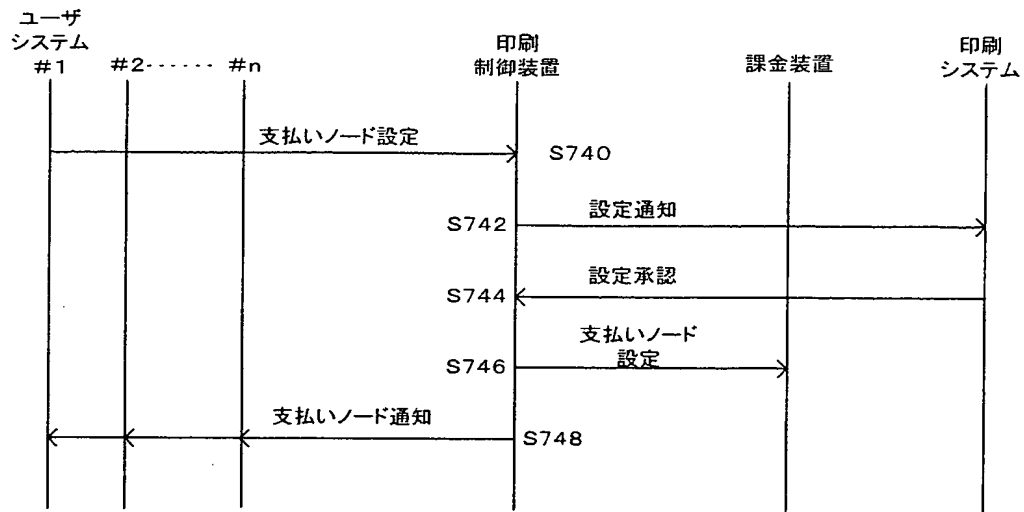 ユーザ
システム
#1
#2・・・・・・
#n
印刷
制御装置
課金装置
印刷
システム
支払いノード設定
S740
設定通知
S742
設定承認
S744
支払いノード
設定
S746
支払いノード通知
S748